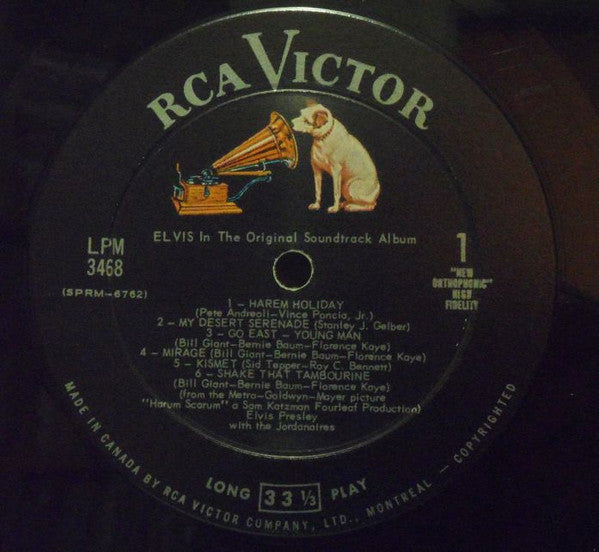 RCA VICTOR
ELVIS In The Original Soundtrack Album
LPM
3468
(SPRM-6762)
1
"NEW
ORTHOPHONIC"
HIGH
FIDELITY
1 – HAREM HOLIDAY
(Pete Andreoli-Vince Poncia, Jr.)
2 – MY DESERT SERENADE (Stanley J. Gelber)
3 – GO EAST – YOUNG MAN
(Bill Giant-Bernie Baum-Florence Kaye)
4 – MIRAGE (Bill Giant-Bernie Baum-Florence Kaye)
5 – KISMET (Sid Tepper-Roy C. Bennett)
6 – SHAKE THAT TAMBOURINE
(Bill Giant-Bernie Baum-Florence Kaye)
(from the Metro-Goldwyn-Mayer picture
"Harum Scarum" a Sam Katzman Fourleaf Production)
Elvis Presley
with the Jordanaires
LONG 33 1/3 PLAY
MADE IN CANADA BY RCA VICTOR COMPANY, LTD., MONTREAL – COPYRIGHTED